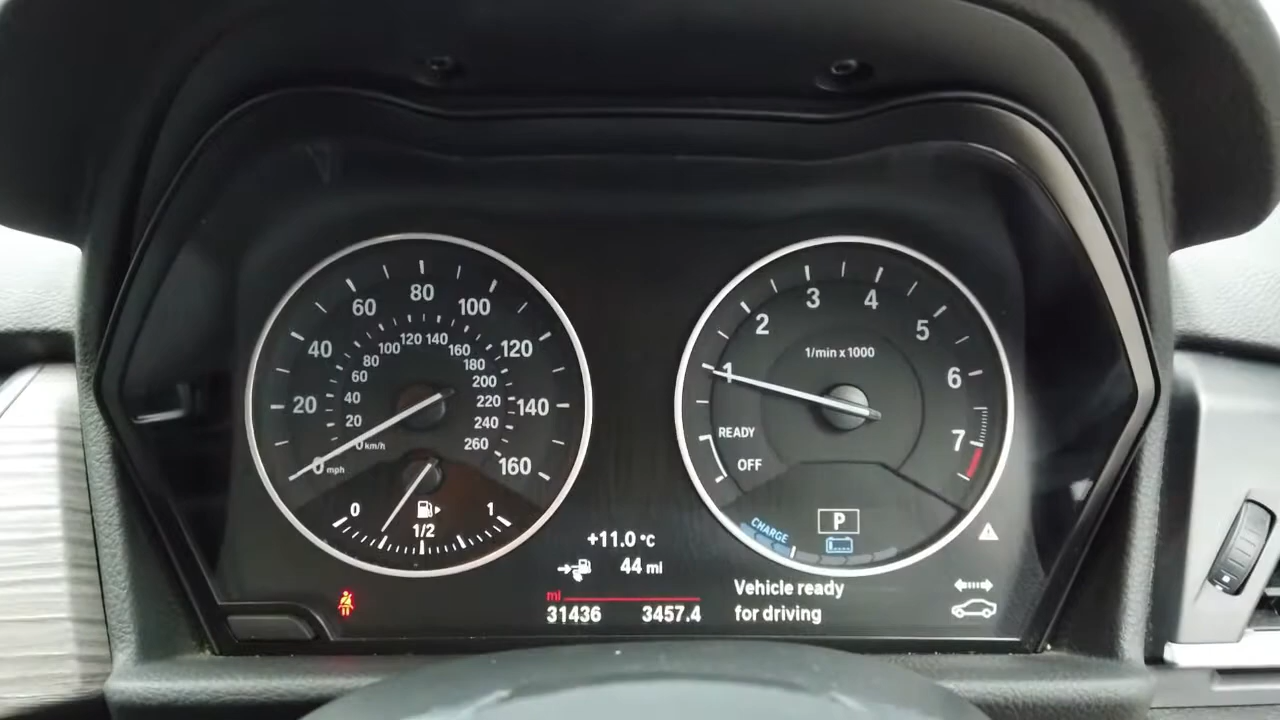 20
40
60
80
100
120
140
160
0 mph
0 km/h
20
40
60
80
100
120 140
160
180
200
220
240
260
0
1/2
1
1
2
3
4
5
6
7
1/min x 1000
READY
OFF
CHARGE
P
+11.0 °C
44 mi
mi
31436 3457.4
Vehicle ready
for driving